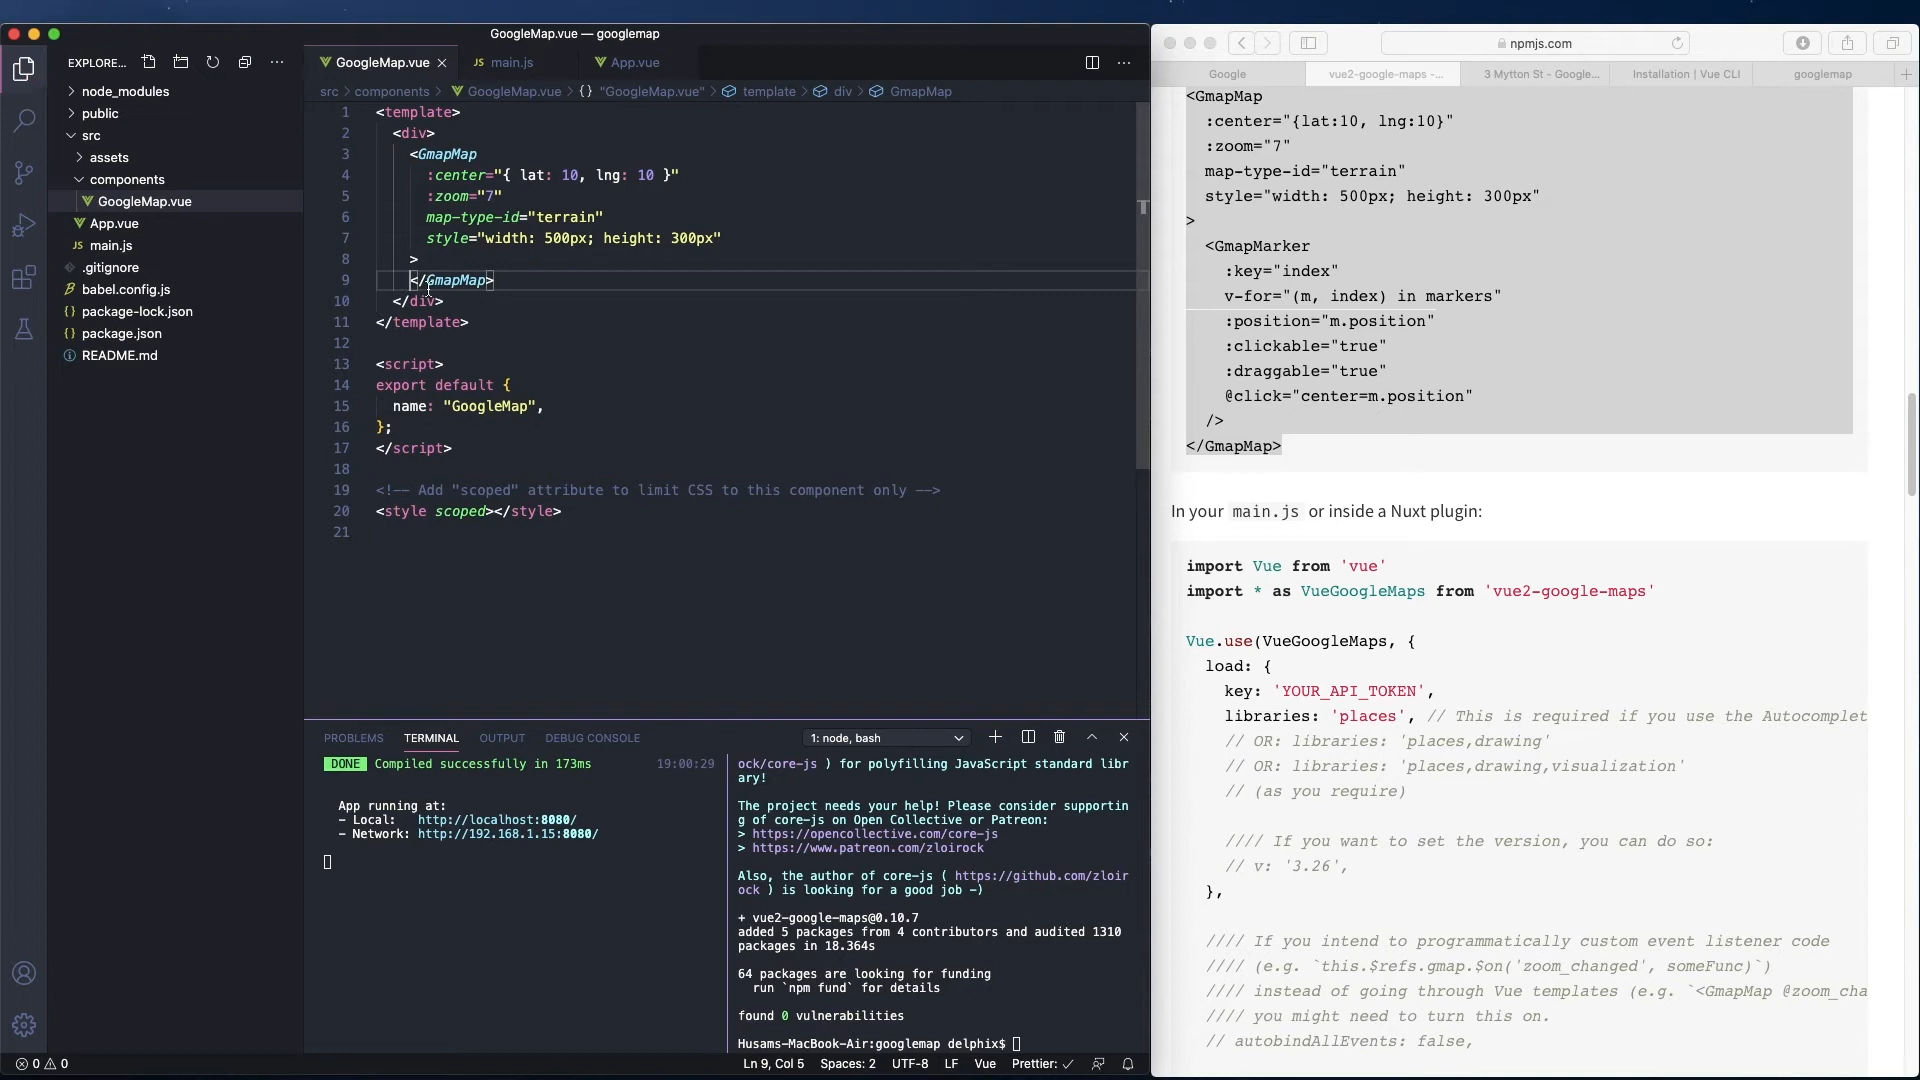 GoogleMap.vue — googlemap
EXPLORE...
node_modules
public
src
assets
components
GoogleMap.vue
App.vue
JS main.js
.gitignore
babel.config.js
{} package-lock.json
{} package.json
README.md
GoogleMap.vue
JS main.js
App.vue
src > components > GoogleMap.vue > {} "GoogleMap.vue" > template > div > GmapMap
1 <template>
2 <div>
3 <GmapMap
4 :center="{ lat: 10, lng: 10 }"
5 :zoom="7"
6 map-type-id="terrain"
7 style="width: 500px; height: 300px"
8 >
9 </GmapMap>
10 </div>
11 </template>
12
13 <script>
14 export default {
15 name: "GoogleMap",
16 };
17 </script>
18
19 <!-- Add "scoped" attribute to limit CSS to this component only -->
20 <style scoped></style>
21
PROBLEMS TERMINAL OUTPUT DEBUG CONSOLE 1: node, bash
DONE Compiled successfully in 173ms 19:00:29
App running at:
- Local: http://localhost:8080/
- Network: http://192.168.1.15:8080/
ock/core-js ) for polyfilling JavaScript standard libr
ary!
The project needs your help! Please consider supportin
g of core-js on Open Collective or Patreon:
> https://opencollective.com/core-js
> https://www.patreon.com/zloirock
Also, the author of core-js ( https://github.com/zloir
ock ) is looking for a good job -)
+ vue2-google-maps@0.10.7
added 5 packages from 4 contributors and audited 1310
packages in 18.364s
64 packages are looking for funding
run `npm fund` for details
found 0 vulnerabilities
Husams-MacBook-Air:googlemap delphix$
0 0
Ln 9, Col 5 Spaces: 2 UTF-8 LF Vue Prettier: ✓
npmjs.com
Google
vue2-google-maps -...
3 Mytton St - Google...
Installation | Vue CLI
googlemap
<GmapMap
:center="{lat:10, lng:10}"
:zoom="7"
map-type-id="terrain"
style="width: 500px; height: 300px"
>
<GmapMarker
:key="index"
v-for="(m, index) in markers"
:position="m.position"
:clickable="true"
:draggable="true"
@click="center=m.position"
/>
</GmapMap>
In your main.js or inside a Nuxt plugin:
import Vue from 'vue'
import * as VueGoogleMaps from 'vue2-google-maps'
Vue.use(VueGoogleMaps, {
load: {
key: 'YOUR_API_TOKEN',
libraries: 'places', // This is required if you use the Autocomplet
// OR: libraries: 'places,drawing'
// OR: libraries: 'places,drawing,visualization'
// (as you require)
//// If you want to set the version, you can do so:
// v: '3.26',
},
//// If you intend to programmatically custom event listener code
//// (e.g. `this.$refs.gmap.$on('zoom_changed', someFunc)`)
//// instead of going through Vue templates (e.g. `<GmapMap @zoom_cha
//// you might need to turn this on.
// autobindAllEvents: false,